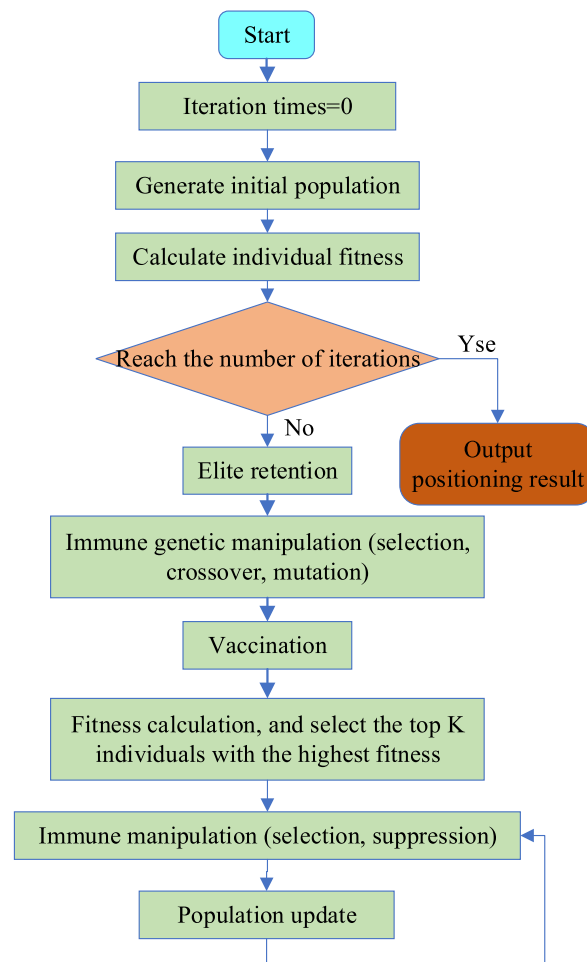 Start
Iteration times=0
Generate initial population
Calculate individual fitness
Reach the number of iterations
Yse
No
Output
positioning result
Elite retention
Immune genetic manipulation (selection,
crossover, mutation)
Vaccination
Fitness calculation, and select the top K
individuals with the highest fitness
Immune manipulation (selection, suppression)
Population update